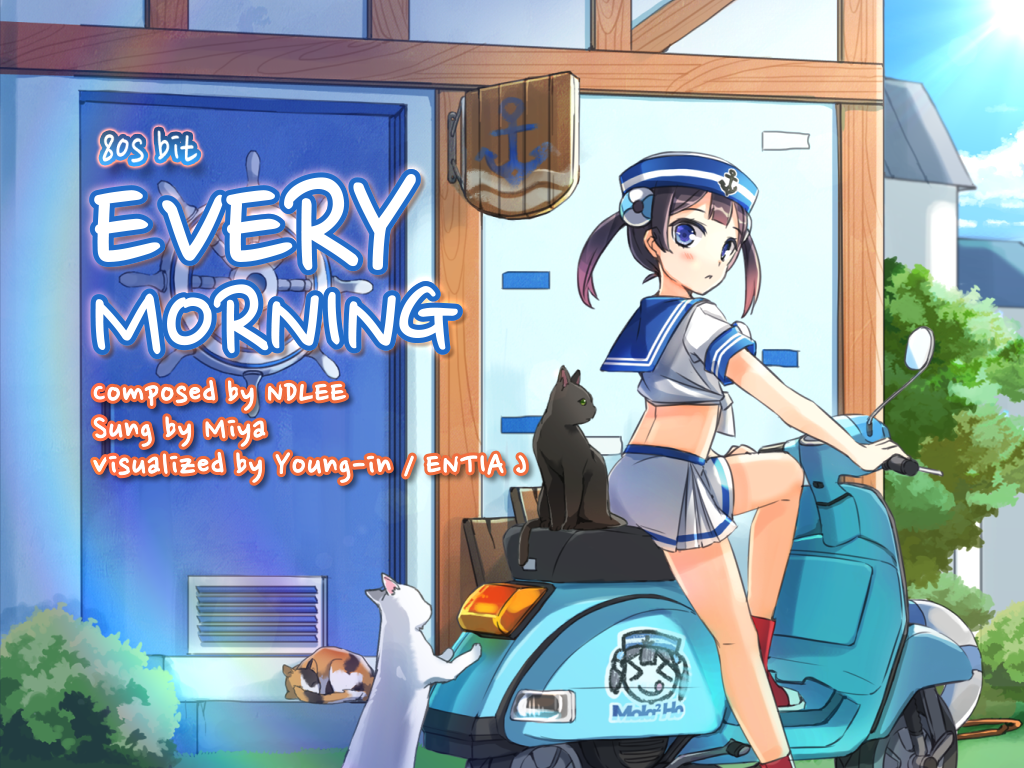 80s bit
EVERY
MORNING
composed by NDLEE
Sung by Miya
visualized by Young-in / ENTIA J